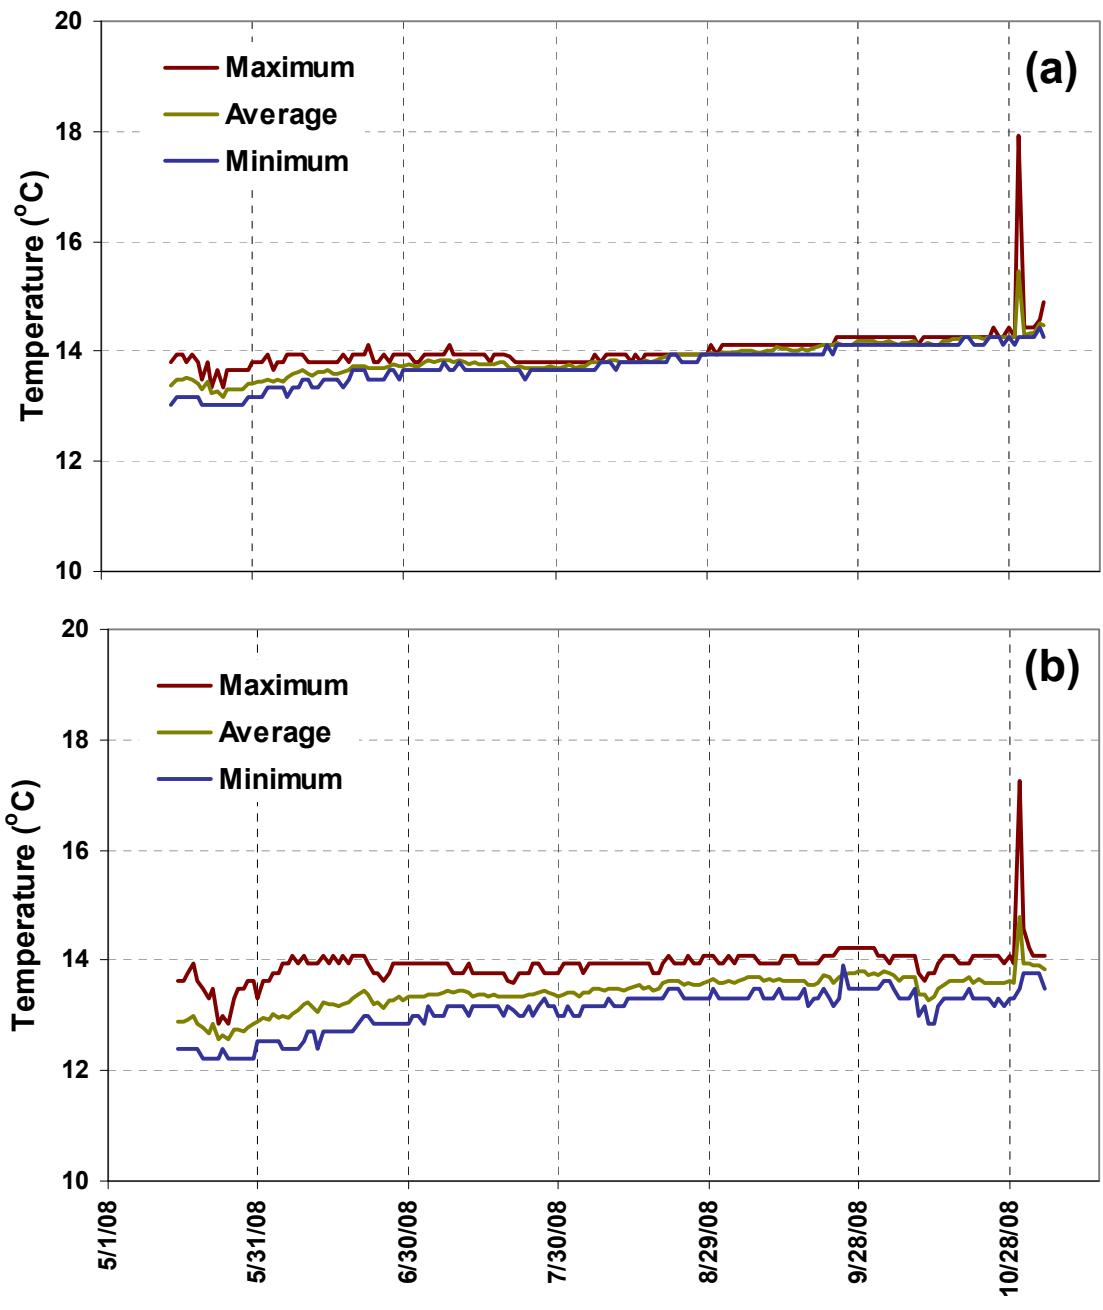 20
(a)
Maximum
Average
Minimum
18
16
14
12
10
Temperature (°C)
20
(b)
Maximum
Average
Minimum
18
16
14
12
10
Temperature (°C)
5/1/08
5/31/08
6/30/08
7/30/08
8/29/08
9/28/08
10/28/08